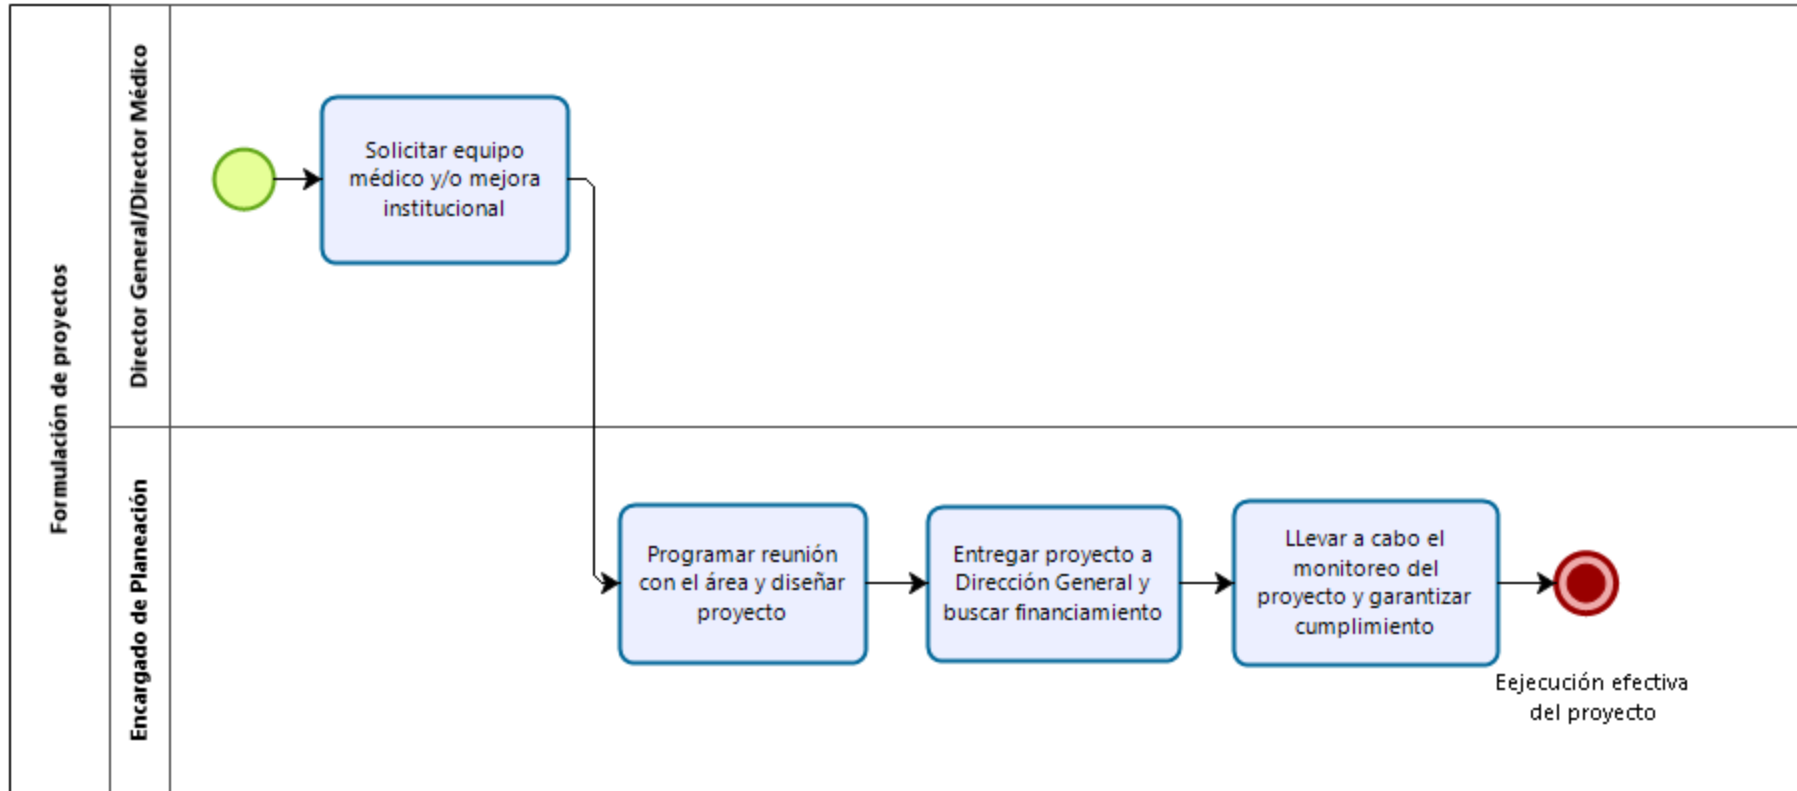 Formulación de proyectos
Director General/Director Médico
Solicitar equipo
médico y/o mejora
institucional
Encargado de Planeación
Programar reunión
con el área y diseñar
proyecto
Entregar proyecto a
Dirección General y
buscar financiamiento
LLevar a cabo el
monitoreo del
proyecto y garantizar
cumplimiento
Eejecución efectiva
del proyecto